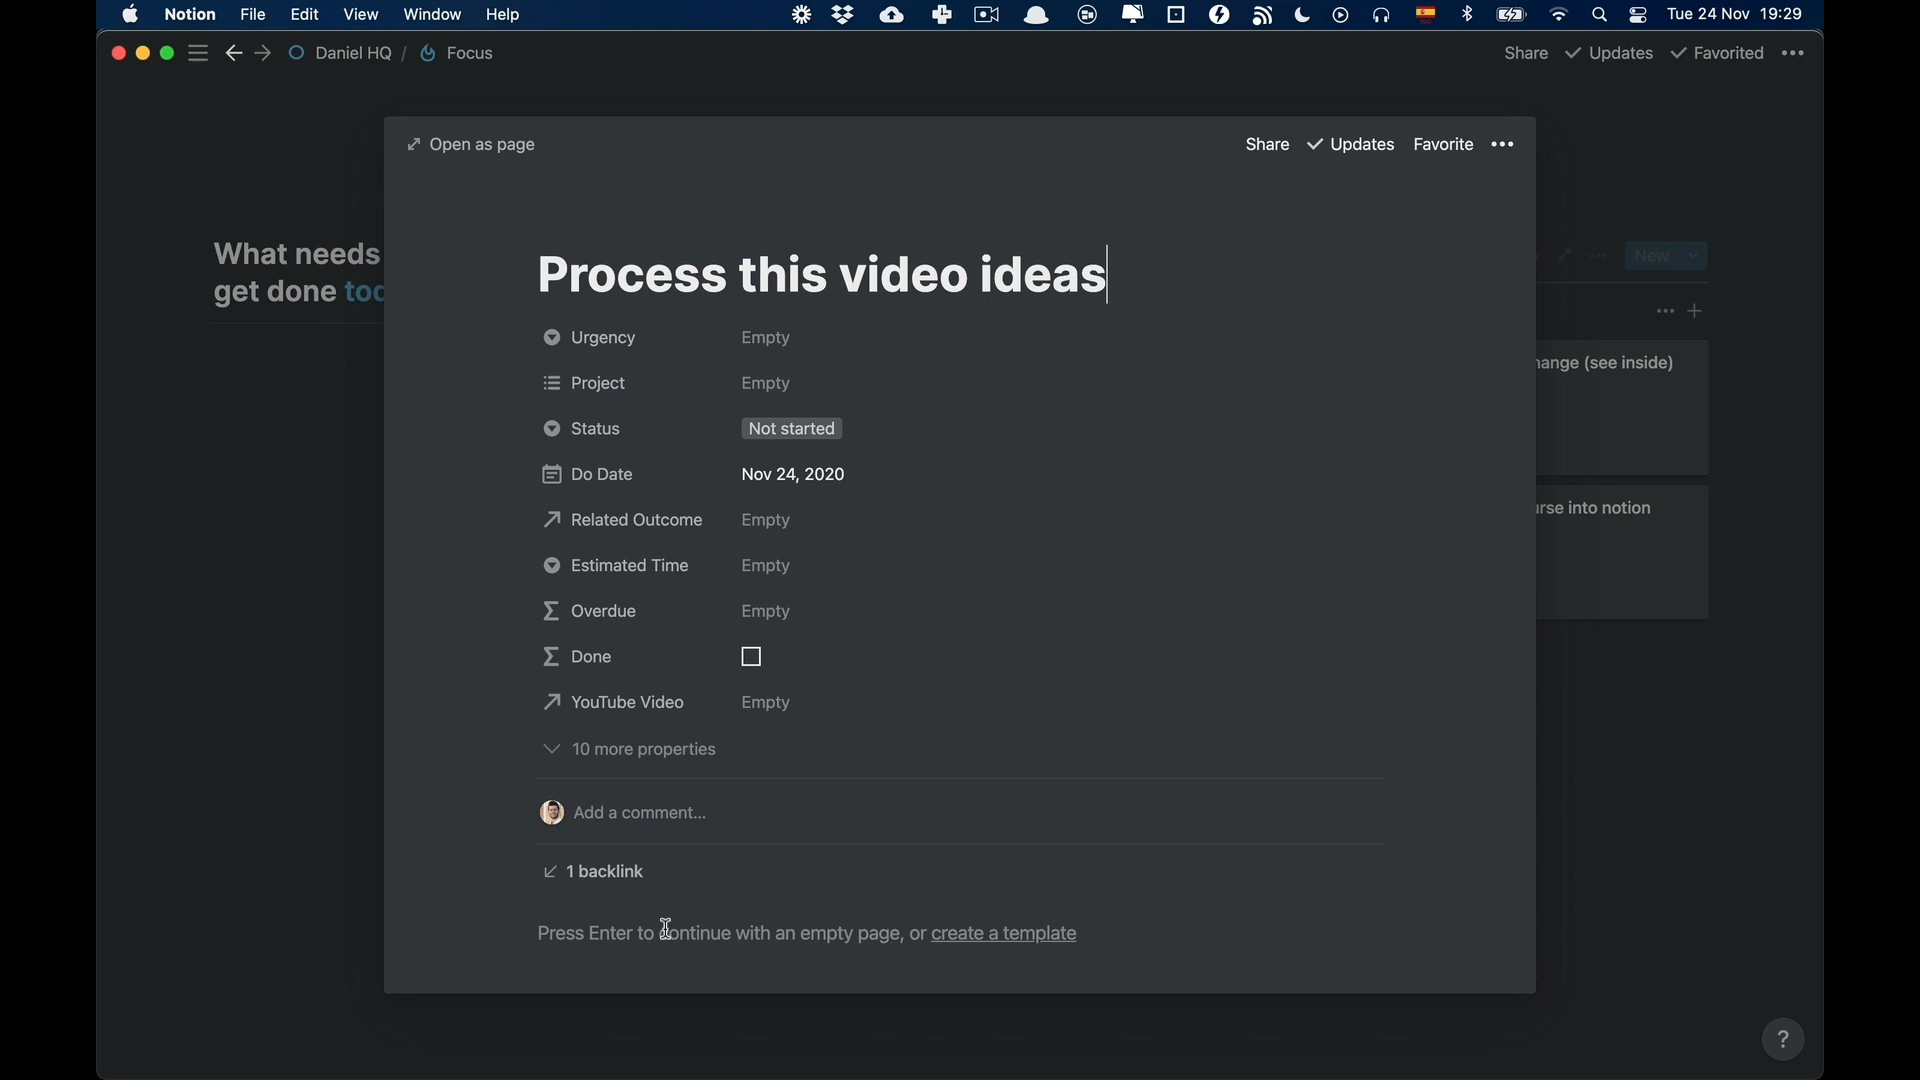 Notion File Edit View Window Help Tue 24 Nov 19:29
Daniel HQ / Focus Share Updates Favorited
Open as page Share Updates Favorite
What needs
get done
New
Process this video ideas
Urgency Empty
Project Empty
(see inside)
Status Not started
Do Date Nov 24, 2020
into notion
Related Outcome Empty
Estimated Time Empty
Overdue Empty
Done
YouTube Video Empty
10 more properties
Add a comment...
1 backlink
Press Enter to continue with an empty page, or create a template
?